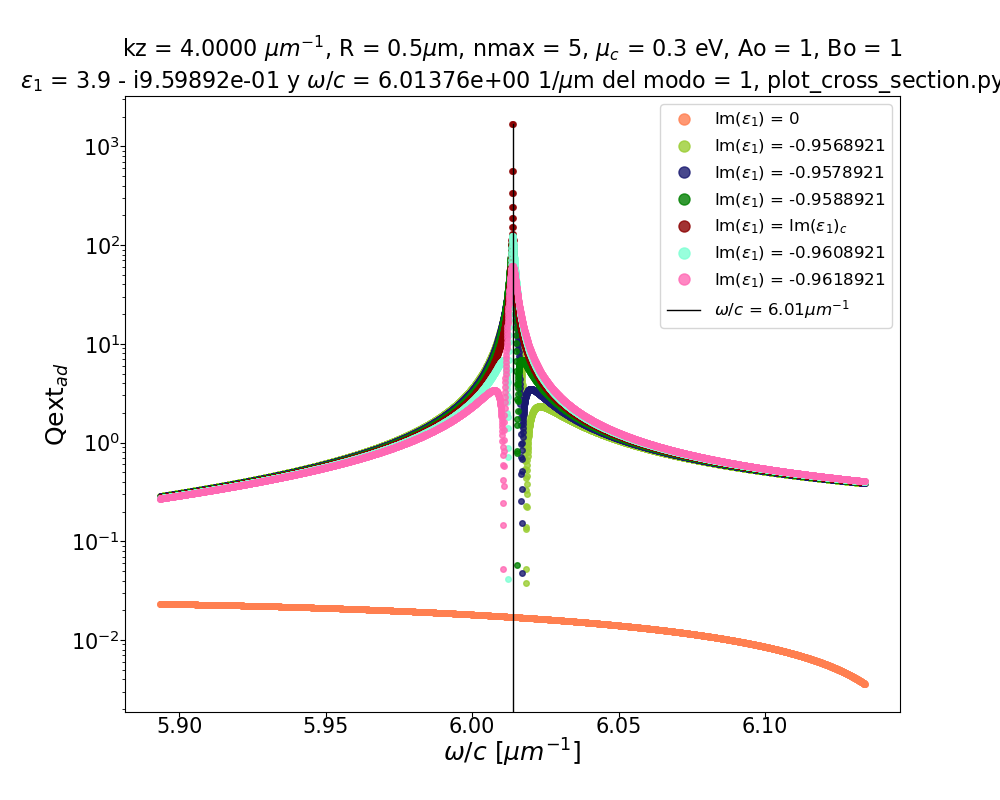 kz = 4.0000 μm⁻¹, R = 0.5μm, nmax = 5, μ_c = 0.3 eV, Ao = 1, Bo = 1
ε₁ = 3.9 - i9.59892e-01 y ω/c = 6.01376e+00 1/μm del modo = 1, plot_cross_section.py
Im(ε₁) = 0
Im(ε₁) = -0.9568921
Im(ε₁) = -0.9578921
Im(ε₁) = -0.9588921
Im(ε₁) = Im(ε₁)_c
Im(ε₁) = -0.9608921
Im(ε₁) = -0.9618921
ω/c = 6.01μm⁻¹
Qext_ad
10³
10²
10¹
10⁰
10⁻¹
10⁻²
5.90 5.95 6.00 6.05 6.10
ω/c [μm⁻¹]